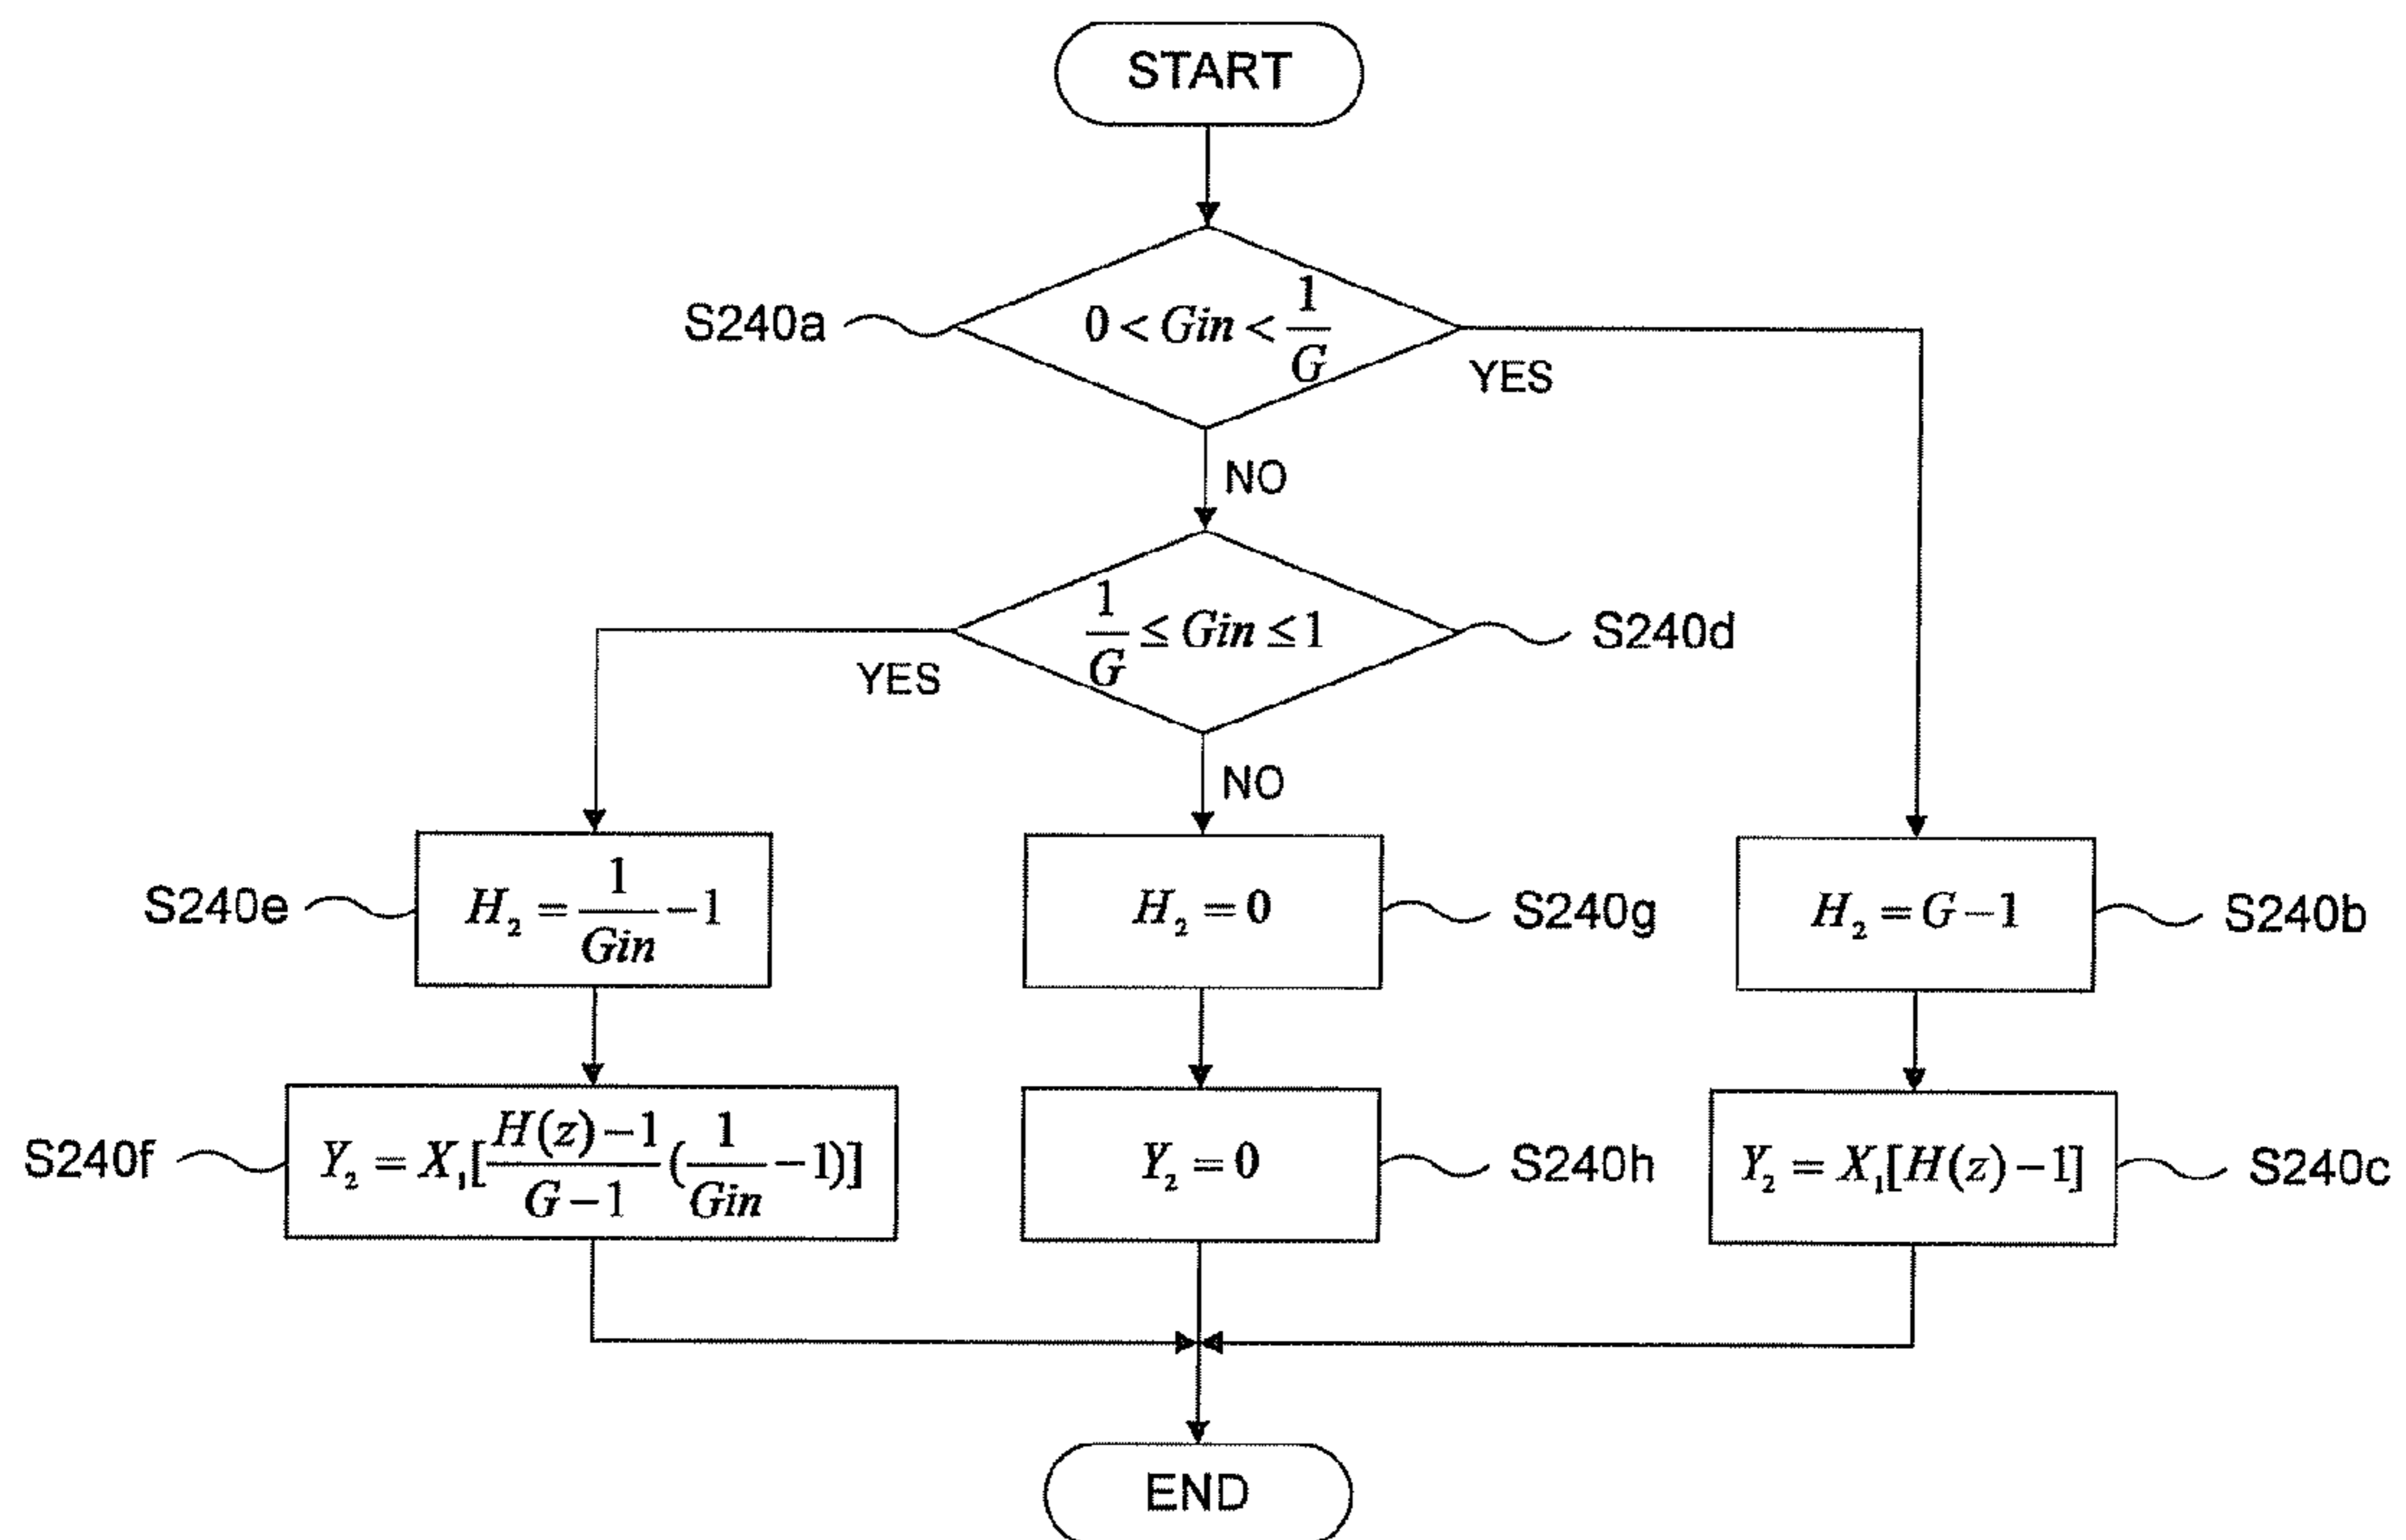 START
S240a
0 < Gin < 1/G
YES
NO
1/G ≤ Gin ≤ 1
S240d
YES
NO
S240e
H₂ = 1/Gin − 1
H₂ = 0
S240g
H₂ = G − 1
S240b
S240f
Y₂ = X₁[(H(z) − 1)/(G − 1) (1/Gin − 1)]
Y₂ = 0
S240h
Y₂ = X₁[H(z) − 1]
S240c
END